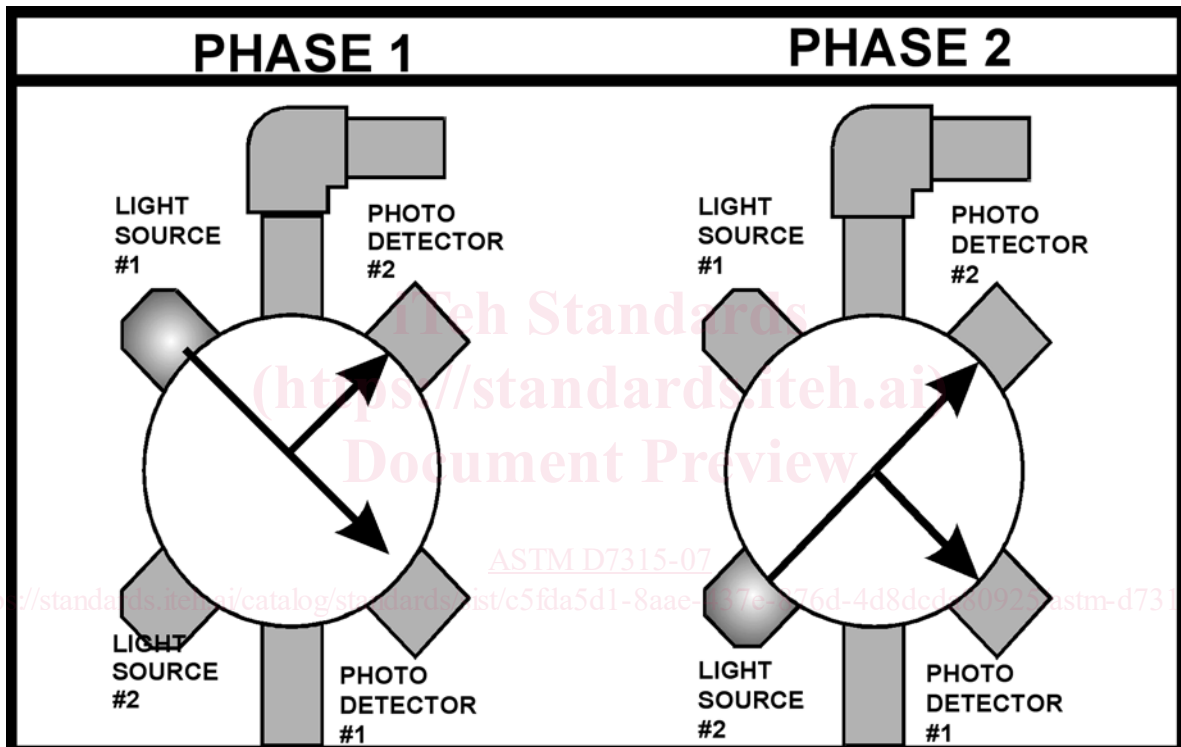 PHASE 1
PHASE 2
LIGHT
SOURCE
#1
PHOTO
DETECTOR
#2
LIGHT
SOURCE
#1
PHOTO
DETECTOR
#2
iTeh Standards
(https://standards.iteh.ai)
Document Preview
ASTM D7315-07
LIGHT
SOURCE
#2
PHOTO
DETECTOR
#1
LIGHT
SOURCE
#2
PHOTO
DETECTOR
#1